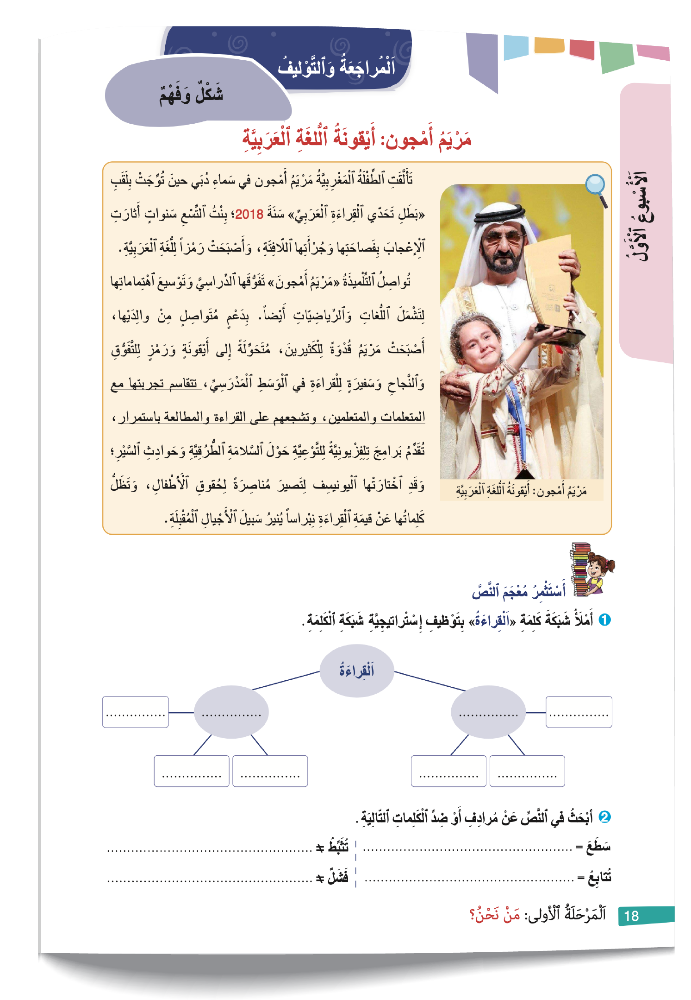 اَلْمُراجَعَةُ وَٱلتَّوْليفُ
شَكْلٌ وَفَهْمٌ
اَلْأُسْبوعُ ٱلْأَوَّلُ
مَرْيَمُ أَمْجون: أَيْقونَةُ ٱللُّغَةِ ٱلْعَرَبِيَّةِ
تَأَلَّقَتِ ٱلطِّفْلَةُ ٱلْمَغْرِبِيَّةُ مَرْيَمُ أَمْجون في سَماءِ دُبَي حينَ تُوِّجَتْ بِلَقَبِ
«بَطَلِ تَحَدّي ٱلْقِراءَةِ ٱلْعَرَبِيِّ» سَنَةَ 2018؛ بِنْتُ ٱلتِّسْعِ سَنواتٍ أَثارَتِ
ٱلْإعْجابَ بِفَصاحَتِها وَجُرْأَتِها ٱللّافِتَةِ، وَأَصْبَحَتْ رَمْزاً لِلُّغَةِ ٱلْعَرَبِيَّةِ.
تُواصِلُ ٱلتِّلْميذَةُ «مَرْيَمُ أَمْجونَ» تَفَوُّقَها ٱلدِّراسِيَّ وَتَوْسيعَ ٱهْتِماماتِها
لِتَشْمَلَ ٱللُّغاتِ وَٱلرِّياضِيّاتِ أَيْضاً. بِدَعْمٍ مُتَواصِلٍ مِنْ والِدَيْها،
أَصْبَحَتْ مَرْيَمُ قُدْوَةً لِلْكَثيرينَ، مُتَحَوِّلَةً إِلى أَيْقونَةٍ وَرَمْزٍ لِلتَّفَوُّقِ
وَٱلنَّجاحِ وَسَفيرَةٍ لِلْقراءَةِ في ٱلْوَسَطِ ٱلْمَدْرَسِيِّ، تتقاسم تجربتها مع
المتعلمات والمتعلمين، وتشجعهم على القراءة والمطالعة باستمرار،
تُقَدِّمُ بَرامِجَ تِلِفِزْيونِيَّةً لِلتَّوْعِيَّةِ حَوْلَ ٱلسَّلامَةِ ٱلطُّرُقِيَّةِ وَحَوادِثِ ٱلسَّيْرِ؛
وَقَدِ ٱخْتارَتْها ٱلْيونيسِف لِتَصيرَ مُناصِرَةً لِحُقوقِ ٱلْأَطْفالِ، وَتَظَلُّ
كَلِماتُها عَنْ قيمَةِ ٱلْقِراءَةِ نِبْراساً يُنيرُ سَبيلَ ٱلْأَجْيالِ ٱلْمُقْبِلَةِ.
مَرْيَمُ أَمْجون: أَيْقونَةُ ٱللُّغَةِ ٱلْعَرَبِيَّةِ
أَسْتَثْمِرُ مُعْجَمَ ٱلنَّصَّ
1 أَمْلَأُ شَبَكَةَ كَلِمَةِ «اَلْقِراءَةُ» بِتَوْظيفِ إِسْتْراتيجِيَّةِ شَبَكَةِ ٱلْكَلِمَةِ.
اَلْقِراءَةُ
...............
...............
...............
...............
...............
...............
...............
...............
2 أَبْحَثُ في ٱلنَّصِّ عَنْ مُرادِفِ أَوْ ضِدِّ ٱلْكَلِماتِ ٱلتّالِيَةِ.
سَطَعَ = .................................................... تُثَبِّطُ ≠ ....................................................
تُتابِعُ = .................................................... فَشَلٌ ≠ ....................................................
18 اَلْمَرْحَلَةُ ٱلْأولى: مَنْ نَحْنُ؟